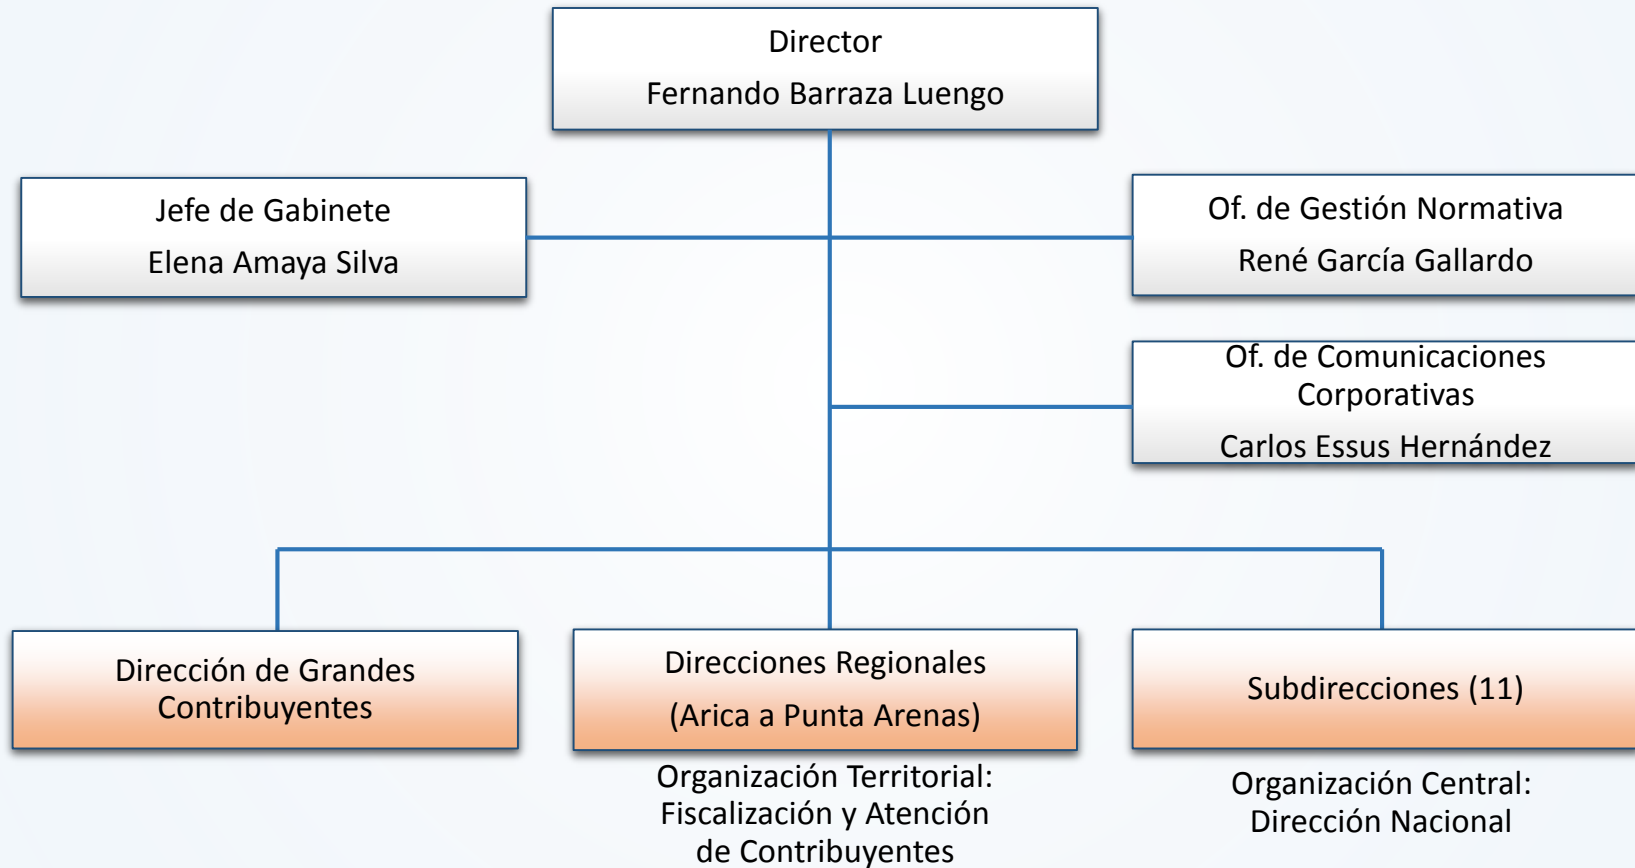 Director
Fernando Barraza Luengo
Jefe de Gabinete
Elena Amaya Silva
Of. de Gestión Normativa
René García Gallardo
Of. de Comunicaciones
Corporativas
Carlos Essus Hernández
Dirección de Grandes
Contribuyentes
Direcciones Regionales
(Arica a Punta Arenas)
Subdirecciones (11)
Organización Territorial:
Fiscalización y Atención
de Contribuyentes
Organización Central:
Dirección Nacional